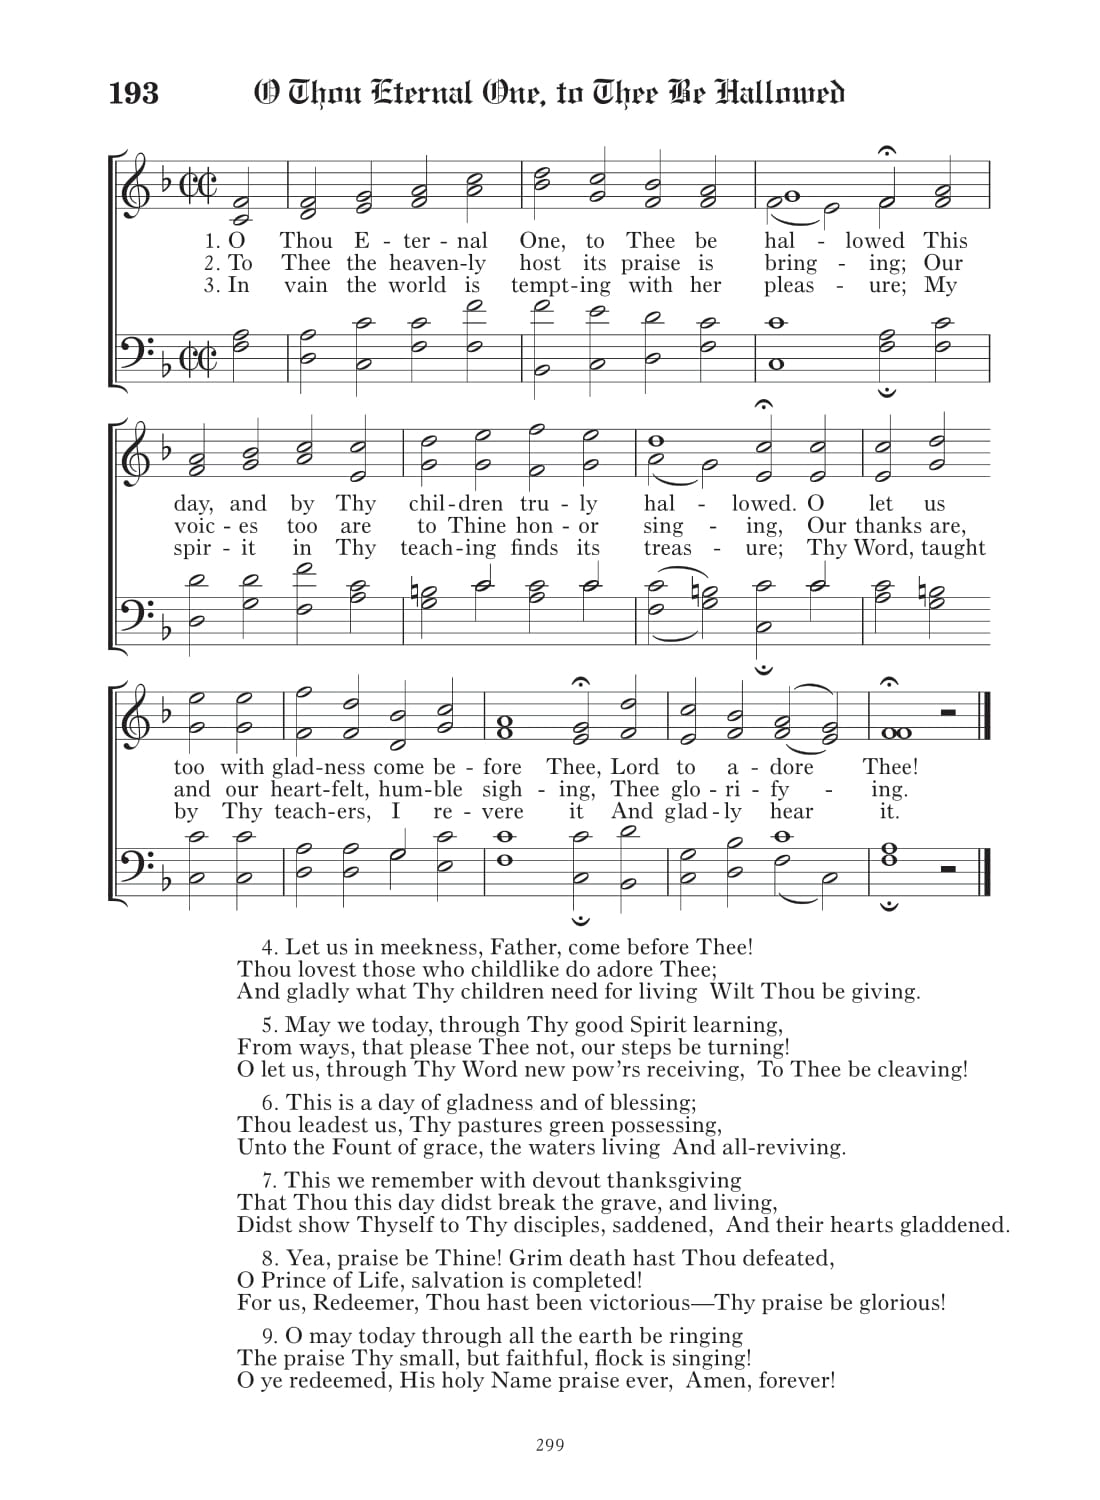 193 O Thou Eternal One, to Thee Be Hallowed
1. O Thou E - ter - nal One, to Thee be hal - lowed This
2. To Thee the heaven-ly host its praise is bring - ing; Our
3. In vain the world is tempt-ing with her pleas - ure; My
day, and by Thy chil-dren tru - ly hal - lowed. O let us
voic - es too are to Thine hon - or sing - ing, Our thanks are,
spir - it in Thy teach-ing finds its treas - ure; Thy Word, taught
too with glad-ness come be - fore Thee, Lord to a - dore Thee!
and our heart-felt, hum-ble sigh - ing, Thee glo - ri - fy - ing.
by Thy teach-ers, I re - vere it And glad-ly hear it.
4. Let us in meekness, Father, come before Thee!
Thou lovest those who childlike do adore Thee;
And gladly what Thy children need for living Wilt Thou be giving.
5. May we today, through Thy good Spirit learning,
From ways, that please Thee not, our steps be turning!
O let us, through Thy Word new pow’rs receiving, To Thee be cleaving!
6. This is a day of gladness and of blessing;
Thou leadest us, Thy pastures green possessing,
Unto the Fount of grace, the waters living And all-reviving.
7. This we remember with devout thanksgiving
That Thou this day didst break the grave, and living,
Didst show Thyself to Thy disciples, saddened, And their hearts gladdened.
8. Yea, praise be Thine! Grim death hast Thou defeated,
O Prince of Life, salvation is completed!
For us, Redeemer, Thou hast been victorious—Thy praise be glorious!
9. O may today through all the earth be ringing
The praise Thy small, but faithful, flock is singing!
O ye redeemed, His holy Name praise ever, Amen, forever!
299